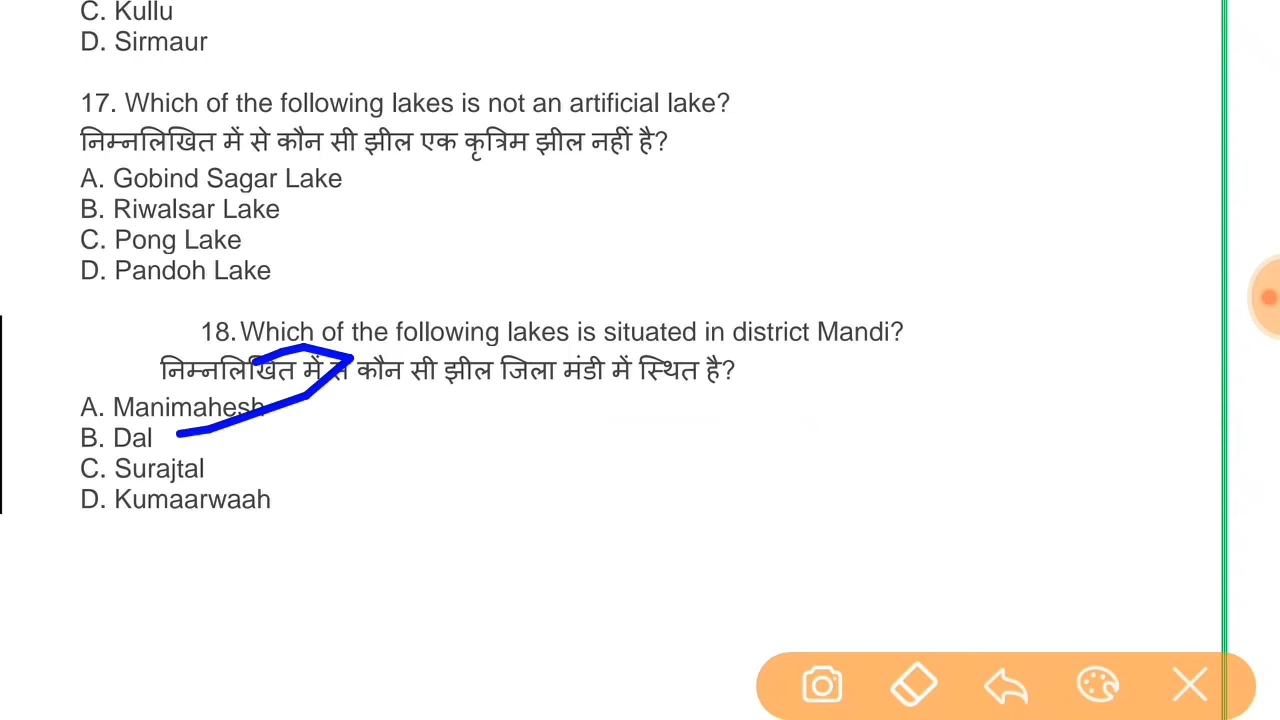 C. Kullu
D. Sirmaur
17. Which of the following lakes is not an artificial lake?
निम्नलिखित में से कौन सी झील एक कृत्रिम झील नहीं है?
A. Gobind Sagar Lake
B. Riwalsar Lake
C. Pong Lake
D. Pandoh Lake
18. Which of the following lakes is situated in district Mandi?
निम्नलिखित में से कौन सी झील जिला मंडी में स्थित है?
A. Manimahesh
B. Dal
C. Surajtal
D. Kumaarwaah